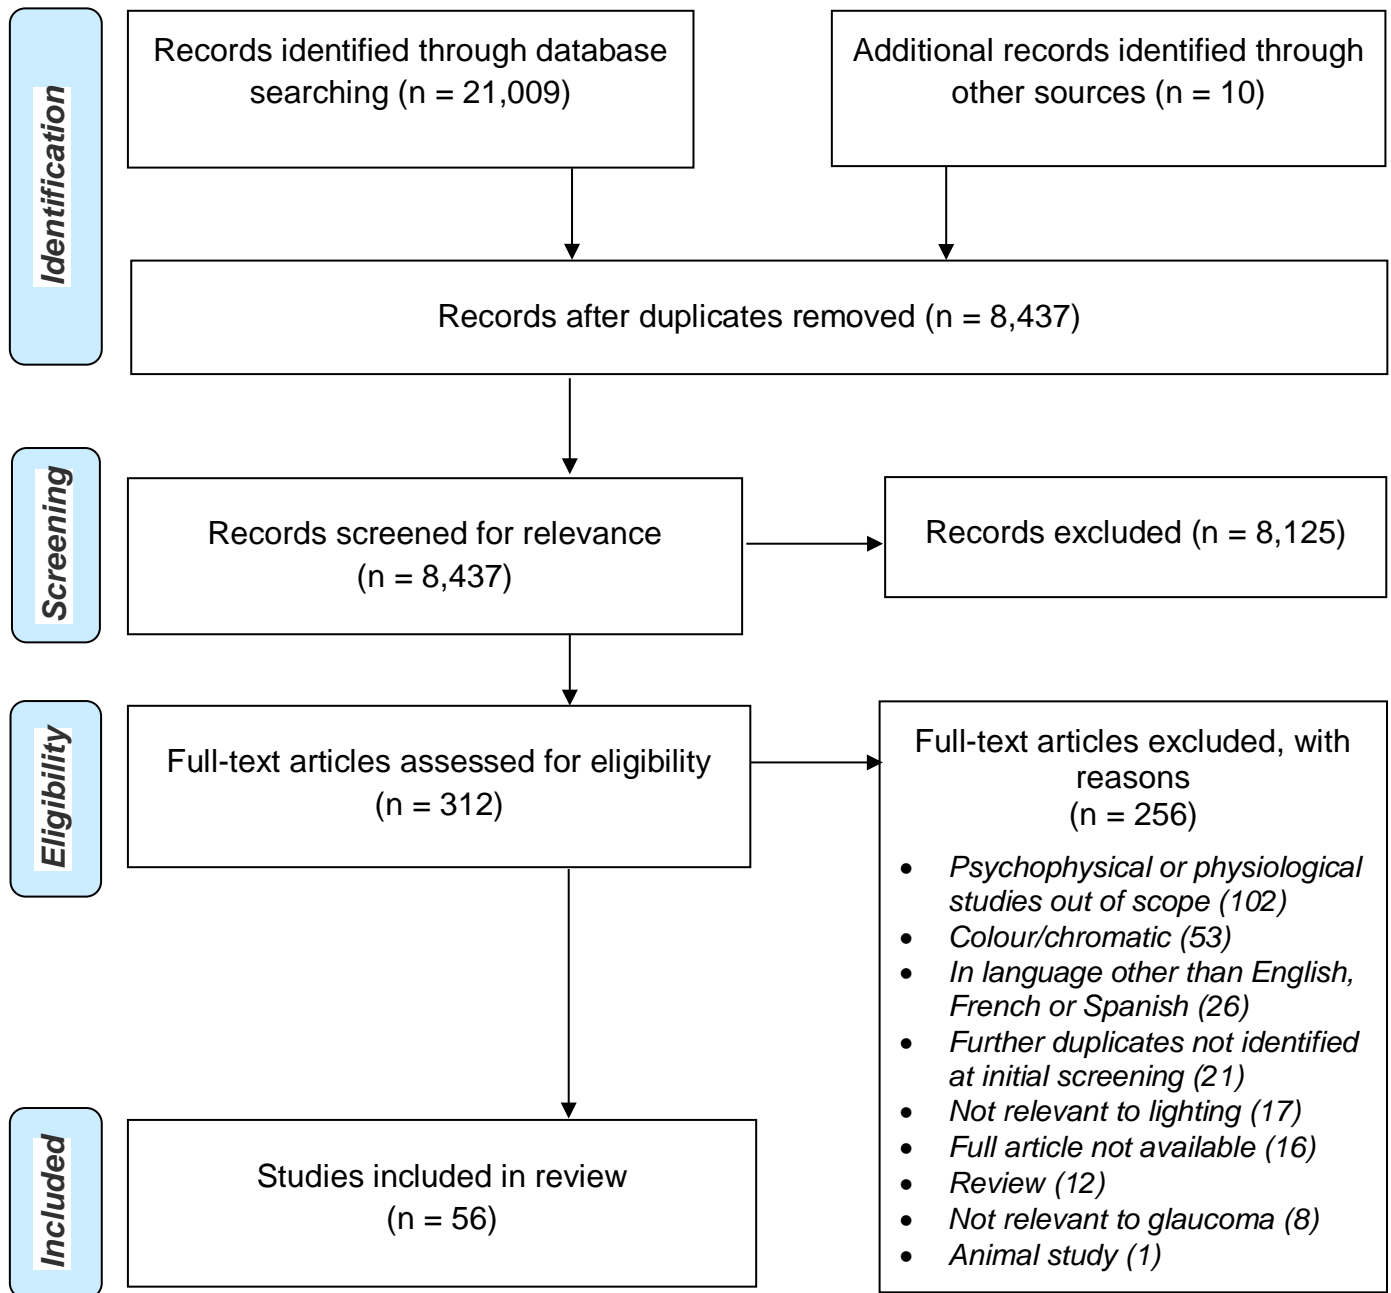 Identification
Records identified through database
searching (n = 21,009)
Additional records identified through
other sources (n = 10)
Records after duplicates removed (n = 8,437)
Screening
Records screened for relevance
(n = 8,437)
Records excluded (n = 8,125)
Eligibility
Full-text articles assessed for eligibility
(n = 312)
Full-text articles excluded, with
reasons
(n = 256)
• Psychophysical or physiological
studies out of scope (102)
• Colour/chromatic (53)
• In language other than English,
French or Spanish (26)
• Further duplicates not identified
at initial screening (21)
• Not relevant to lighting (17)
• Full article not available (16)
• Review (12)
• Not relevant to glaucoma (8)
• Animal study (1)
Included
Studies included in review
(n = 56)